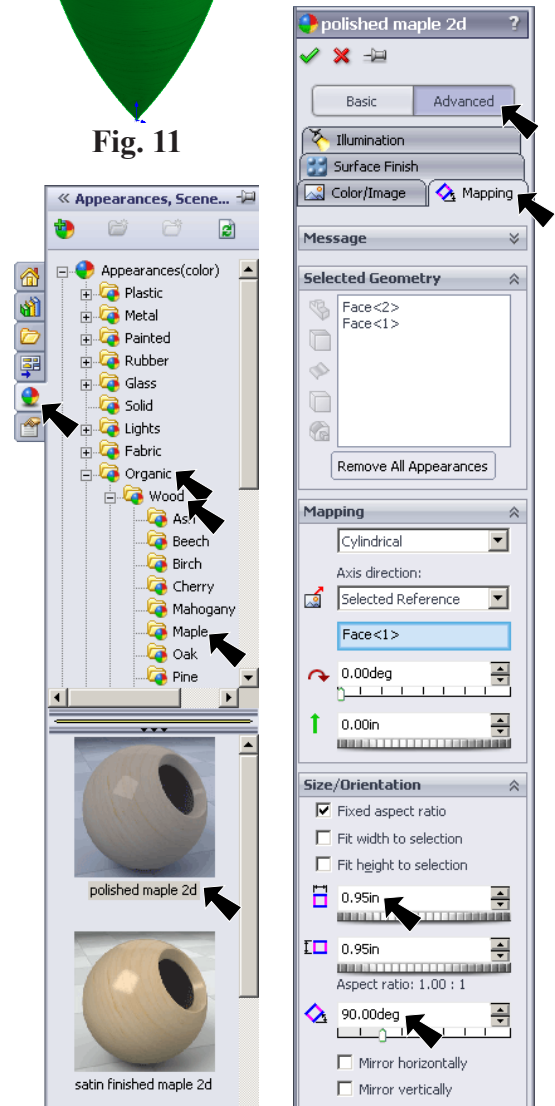 Fig. 11
« Appearances, Scene...
Appearances(color)
Plastic
Metal
Painted
Rubber
Glass
Solid
Lights
Fabric
Organic
Wood
Ash
Beech
Birch
Cherry
Mahogany
Maple
Oak
Pine
polished maple 2d
satin finished maple 2d
polished maple 2d ?
Basic Advanced
Illumination
Surface Finish
Color/Image Mapping
Message
Selected Geometry
Face<2>
Face<1>
Remove All Appearances
Mapping
Cylindrical
Axis direction:
Selected Reference
Face<1>
0.00deg
0.00in
Size/Orientation
Fixed aspect ratio
Fit width to selection
Fit height to selection
0.95in
0.95in
Aspect ratio: 1.00 : 1
90.00deg
Mirror horizontally
Mirror vertically